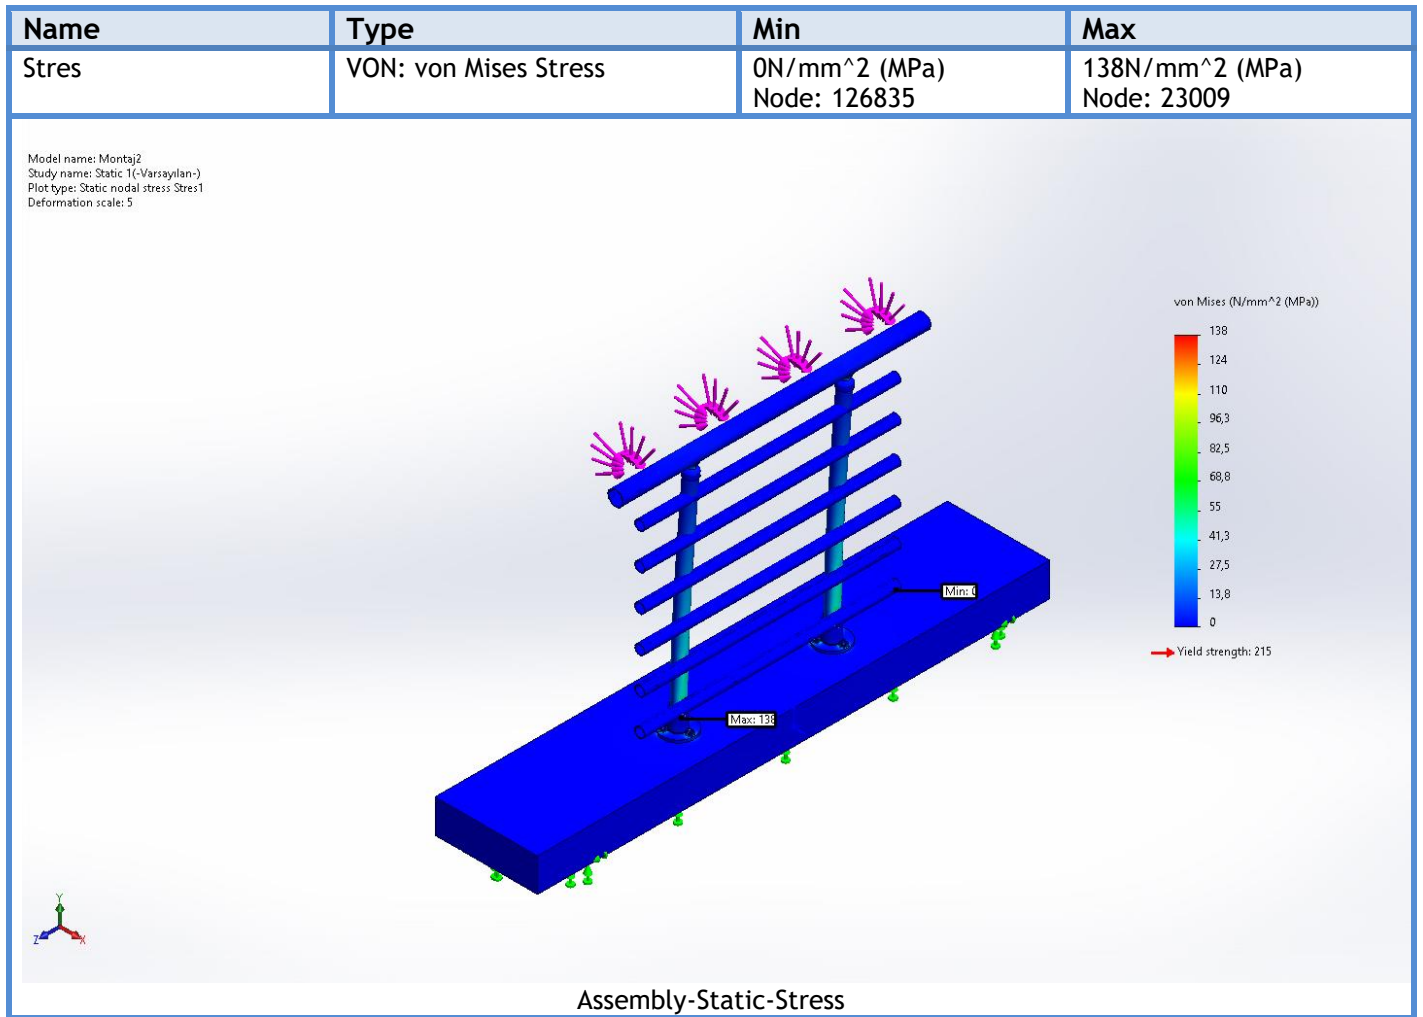 Name Type Min Max
Stres VON: von Mises Stress 0N/mm^2 (MPa) 138N/mm^2 (MPa)
Node: 126835 Node: 23009
Model name: Montaj2
Study name: Static 1(-Varsayılan-)
Plot type: Static nodal stress Stres1
Deformation scale: 5
von Mises (N/mm^2 (MPa))
138
124
110
96,3
82,5
68,8
55
41,3
27,5
13,8
0
Yield strength: 215
Min: 0
Max: 138
Y
Z X
Assembly-Static-Stress